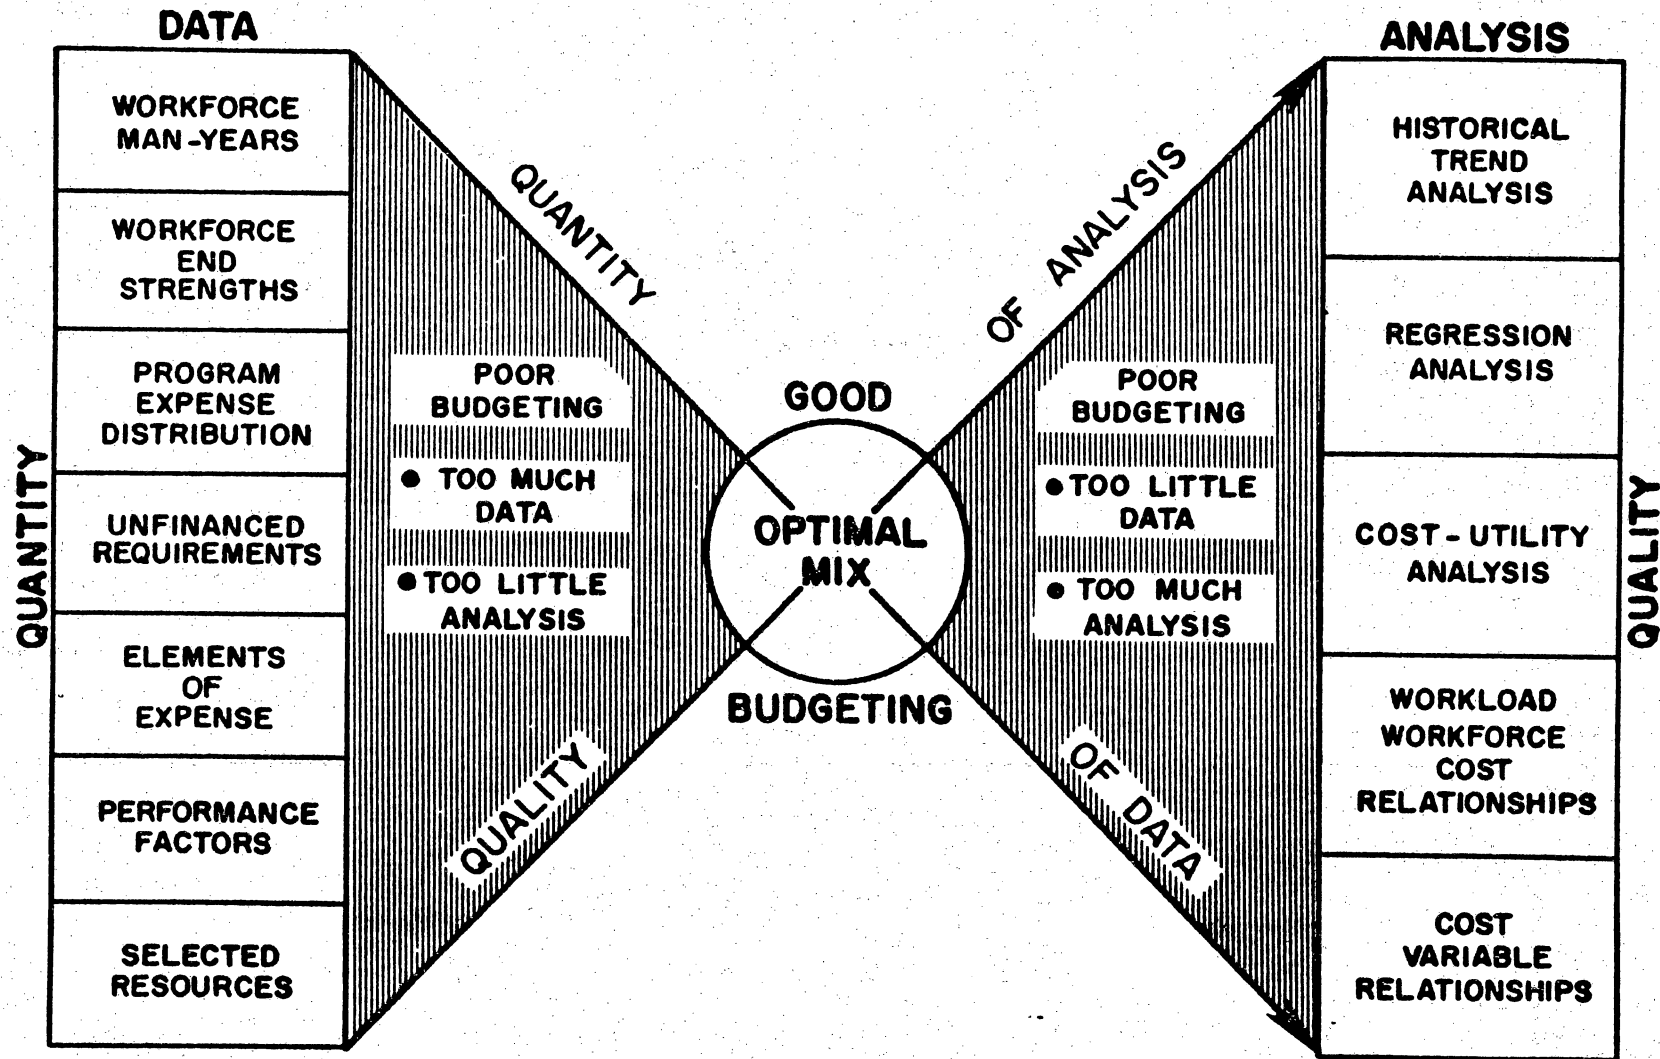 DATA
WORKFORCE
MAN-YEARS
WORKFORCE
END
STRENGTHS
PROGRAM
EXPENSE
DISTRIBUTION
UNFINANCED
REQUIREMENTS
ELEMENTS
OF
EXPENSE
PERFORMANCE
FACTORS
SELECTED
RESOURCES
QUANTITY
QUANTITY
OF ANALYSIS
POOR
BUDGETING
● TOO MUCH
DATA
● TOO LITTLE
ANALYSIS
GOOD
OPTIMAL
MIX
BUDGETING
POOR
BUDGETING
● TOO LITTLE
DATA
● TOO MUCH
ANALYSIS
QUALITY
OF DATA
ANALYSIS
HISTORICAL
TREND
ANALYSIS
REGRESSION
ANALYSIS
COST-UTILITY
ANALYSIS
WORKLOAD
WORKFORCE
COST
RELATIONSHIPS
COST
VARIABLE
RELATIONSHIPS
QUALITY